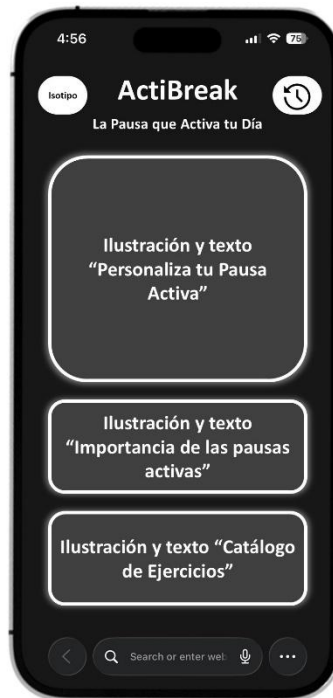 4:56
75
Isotipo
ActiBreak
La Pausa que Activa tu Día
Ilustración y texto
“Personaliza tu Pausa
Activa”
Ilustración y texto
“Importancia de las pausas
activas”
Ilustración y texto “Catálogo
de Ejercicios”
Search or enter wel